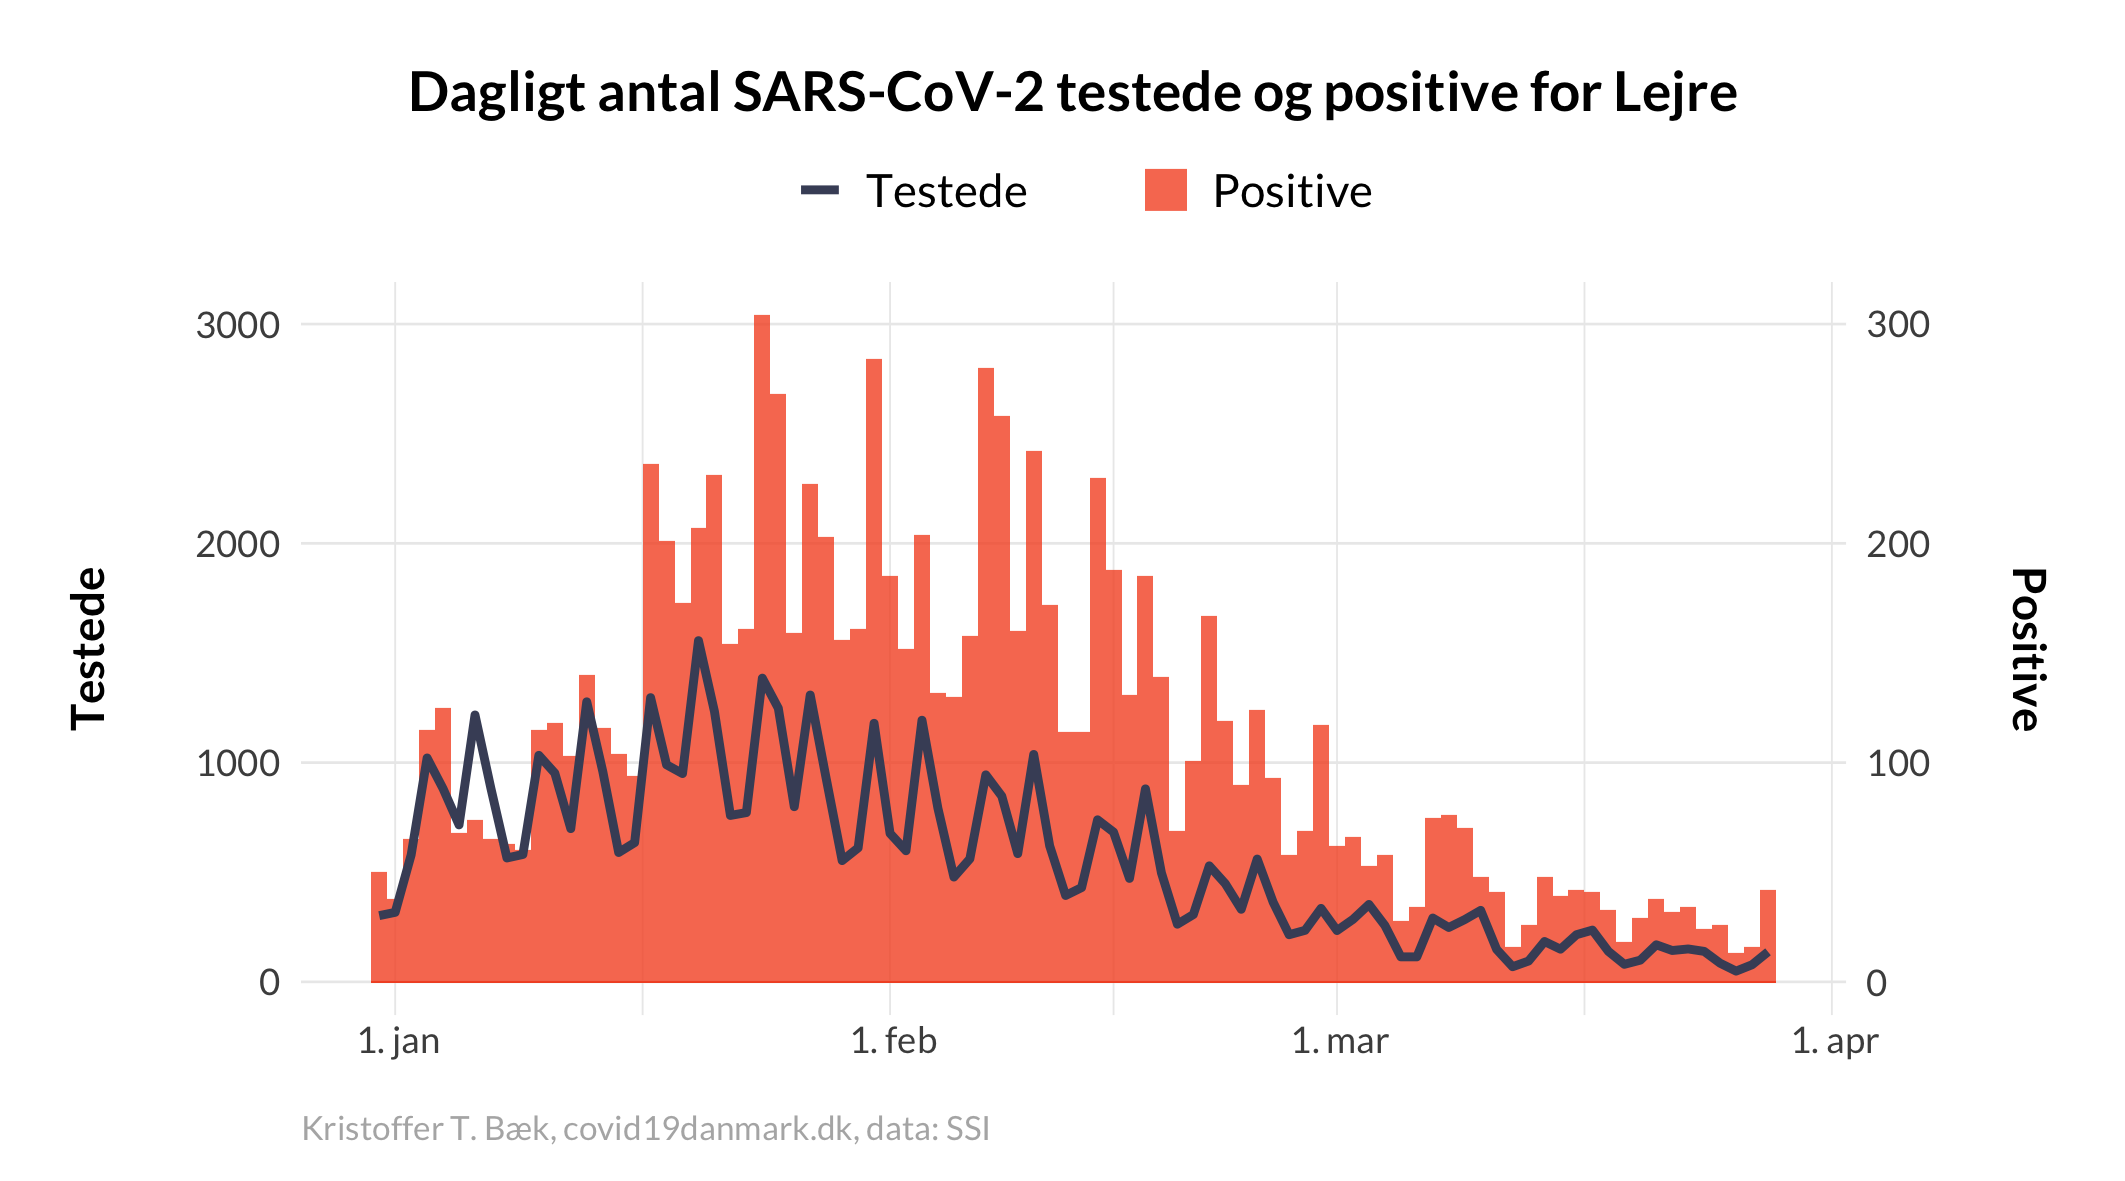 Dagligt antal SARS-CoV-2 testede og positive for Lejre
Testede
Positive
3000
2000
1000
0
Testede
300
200
100
0
Positive
1. jan
1. feb
1. mar
1. apr
Kristoffer T. Bæk, covid19danmark.dk, data: SSI